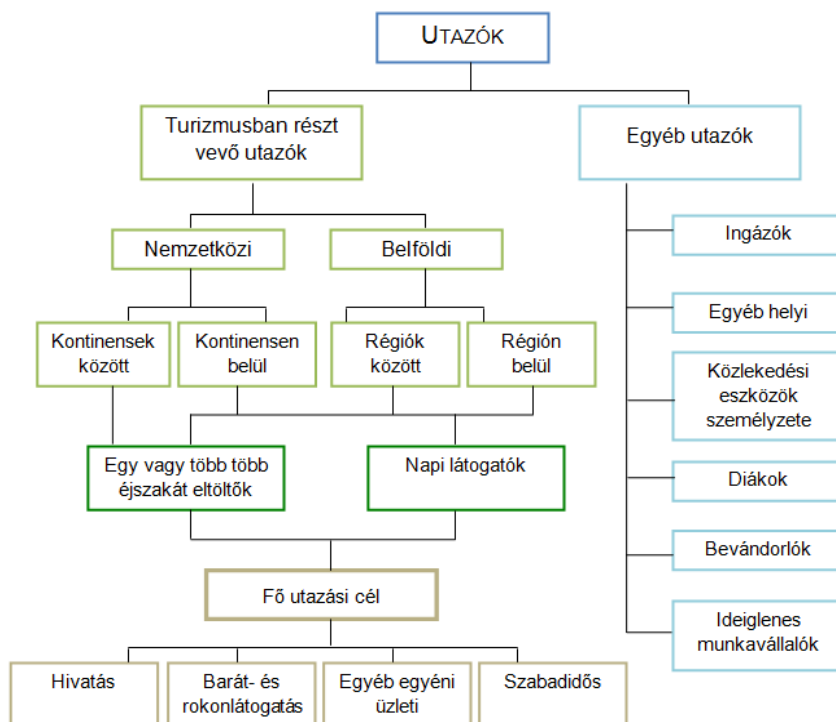 UTAZÓK
Turizmusban részt
vevő utazók
Egyéb utazók
Nemzetközi
Belföldi
Ingázók
Egyéb helyi
Kontinensek
között
Kontinensen
belül
Régiók
között
Régión
belül
Közlekedési
eszközök
személyzete
Egy vagy több több
éjszakát eltöltők
Napi látogatók
Diákok
Bevándorlók
Fő utazási cél
Ideiglenes
munkavállalók
Hivatás
Barát- és
rokonlátogatás
Egyéb egyéni
üzleti
Szabadidős